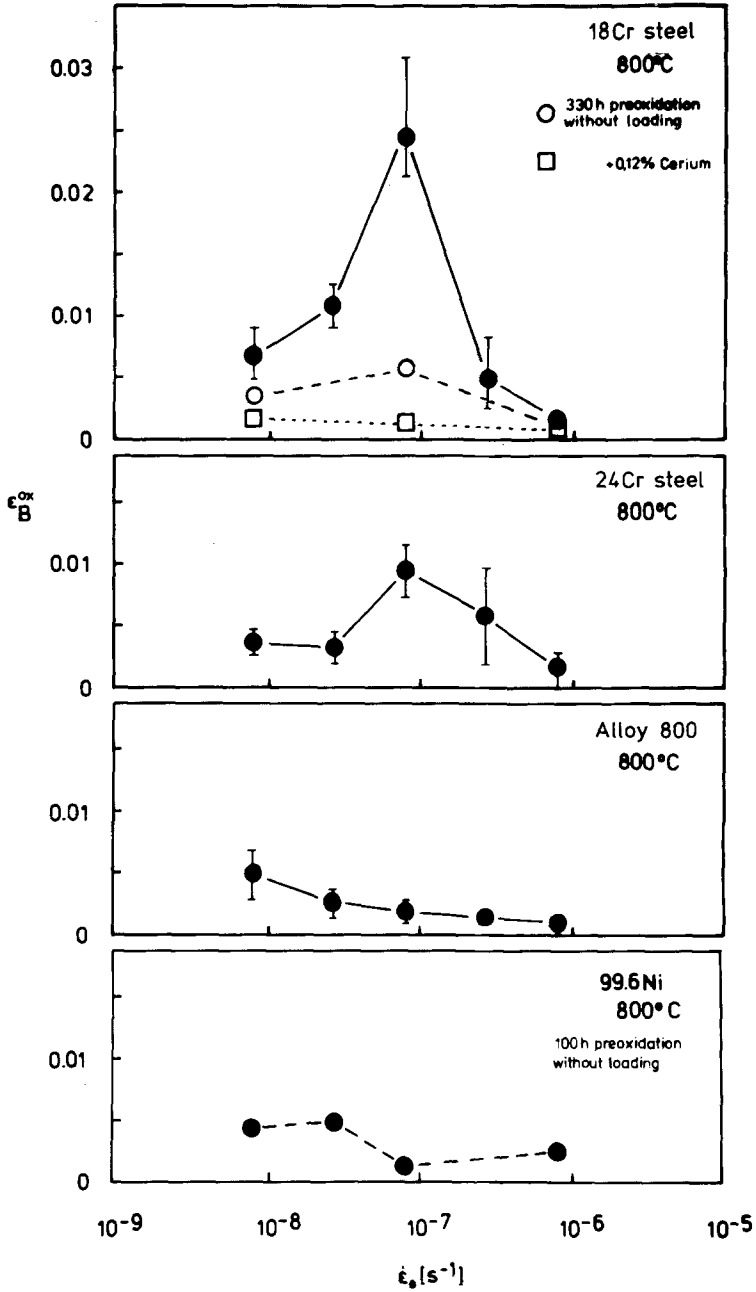 18Cr steel
800°C
330h preoxidation
without loading
+0,12% Cerium
0.03
0.02
0.01
0
24Cr steel
800°C
ε_B^ox
0.01
0
Alloy 800
800°C
0.01
0
99.6Ni
800°C
100h preoxidation
without loading
0.01
0
10⁻⁹ 10⁻⁸ 10⁻⁷ 10⁻⁶ 10⁻⁵
ε̇ₛ[s⁻¹]